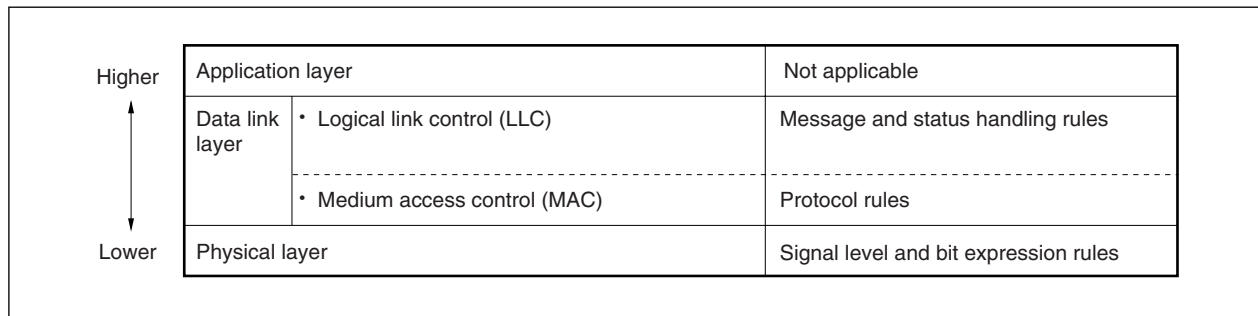 Higher
Application layer
Not applicable
Data link layer
• Logical link control (LLC)
Message and status handling rules
• Medium access control (MAC)
Protocol rules
Lower
Physical layer
Signal level and bit expression rules